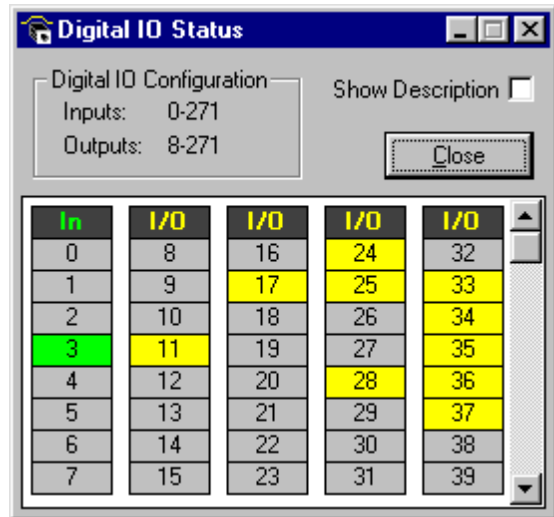 Digital IO Status
Digital IO Configuration
Inputs: 0-271
Outputs: 8-271
Show Description
Close
In I/O I/O I/O I/O
0 8 16 24 32
1 9 17 25 33
2 10 18 26 34
3 11 19 27 35
4 12 20 28 36
5 13 21 29 37
6 14 22 30 38
7 15 23 31 39